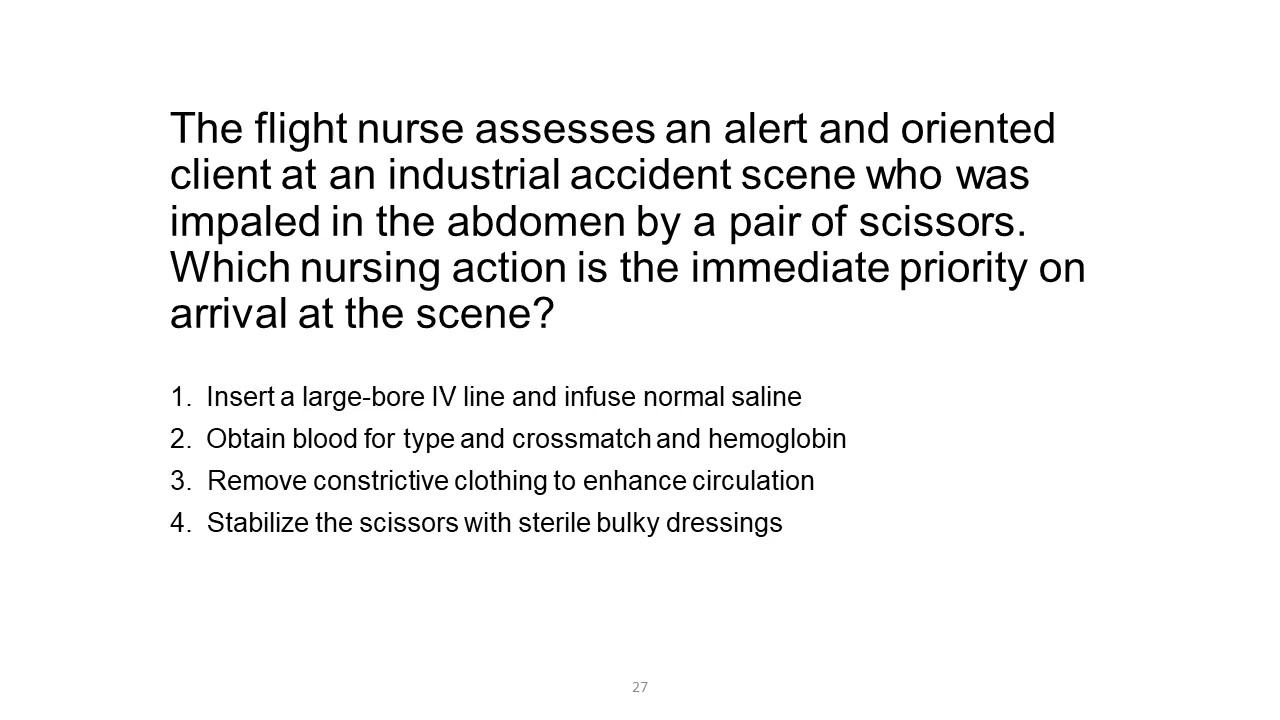 The flight nurse assesses an alert and oriented
client at an industrial accident scene who was
impaled in the abdomen by a pair of scissors.
Which nursing action is the immediate priority on
arrival at the scene?
1. Insert a large-bore IV line and infuse normal saline
2. Obtain blood for type and crossmatch and hemoglobin
3. Remove constrictive clothing to enhance circulation
4. Stabilize the scissors with sterile bulky dressings
27